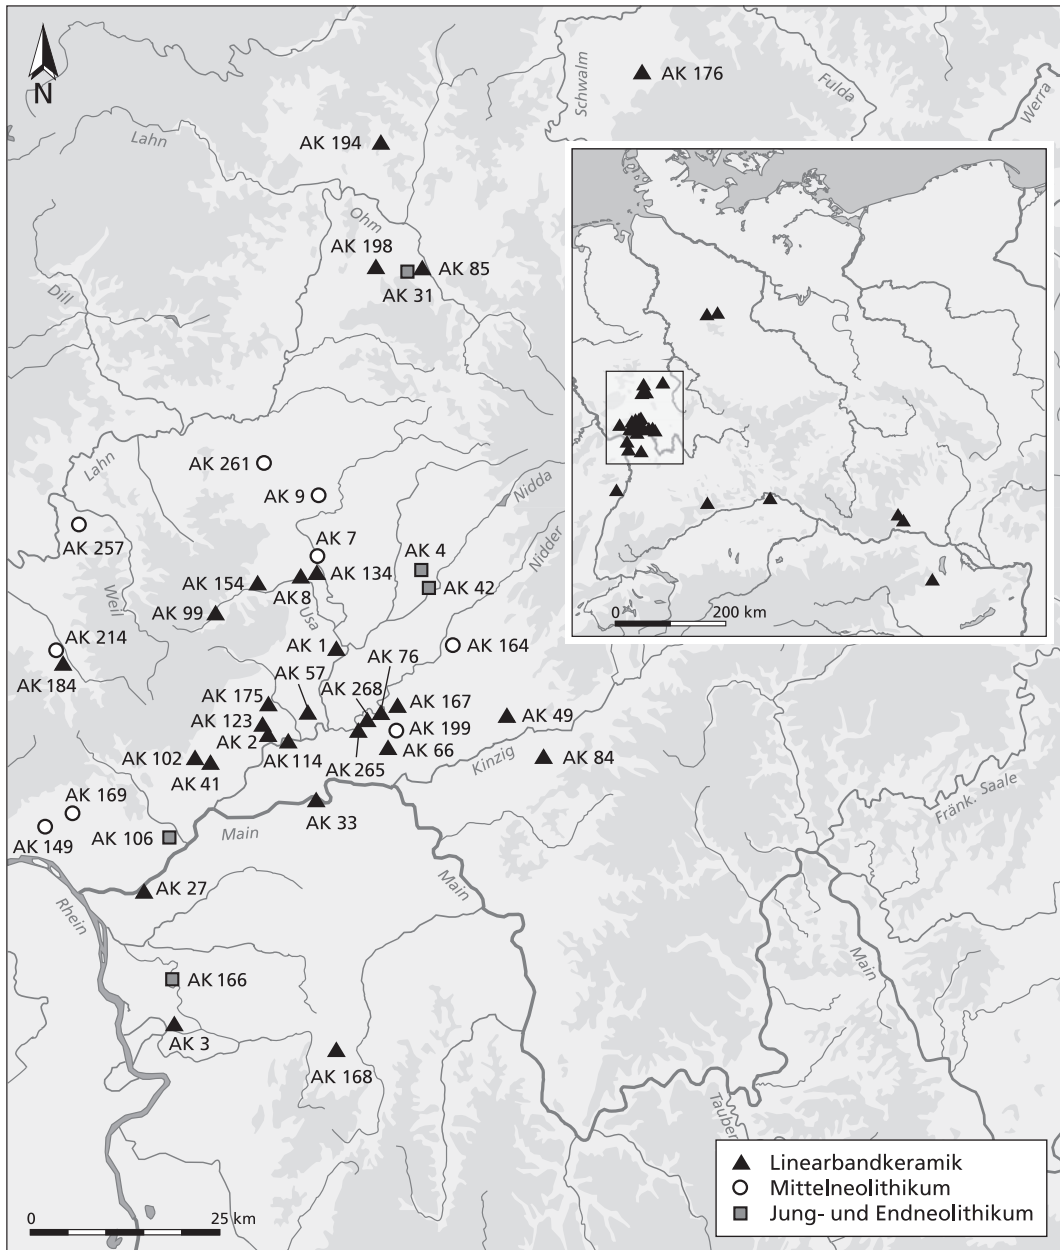 N
Schwalm
AK 176
Fulda
Werra
Lahn
AK 194
Ohm
AK 198
AK 85
AK 31
Dill
0
200 km
Lahn
AK 261
AK 9
Nidda
AK 257
AK 7
AK 4
Nidder
AK 154
AK 134
AK 8
AK 42
Weil
AK 99
Usa
AK 214
AK 1
AK 164
AK 184
AK 76
AK 57
AK 175
AK 268
AK 167
AK 123
AK 199
AK 49
AK 2
AK 66
AK 102
AK 114
AK 265
Kinzig
AK 84
AK 41
AK 169
AK 33
Fränk. Saale
AK 106
Main
AK 149
AK 27
Main
Rhein
Main
AK 166
AK 3
AK 168
Tauber
Linearbandkeramik
Mittelneolithikum
Jung- und Endneolithikum
0
25 km